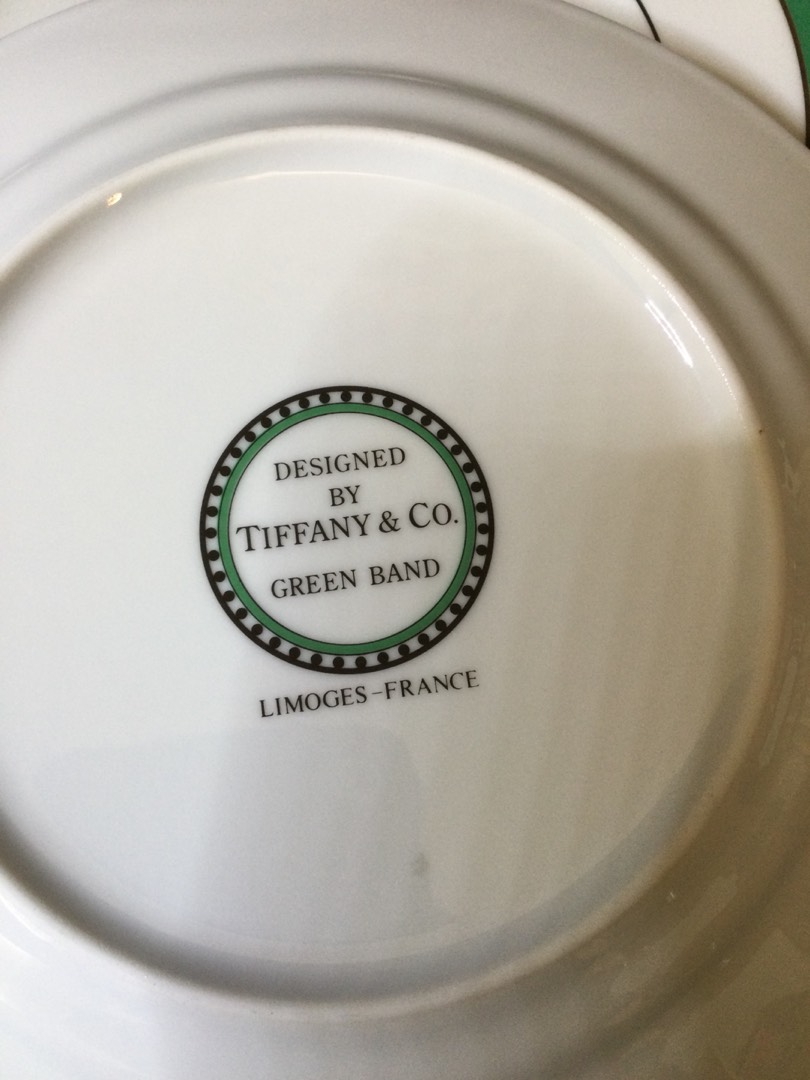 DESIGNED
BY
TIFFANY & CO.
GREEN BAND
LIMOGES-FRANCE